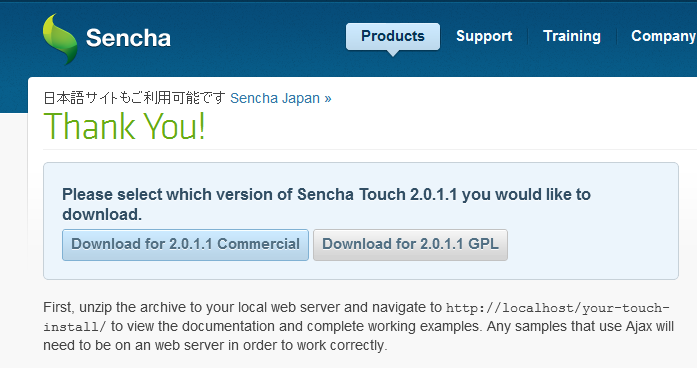 Sencha
Products Support Training Company
日本語サイトもご利用可能です Sencha Japan »
Thank You!
Please select which version of Sencha Touch 2.0.1.1 you would like to
download.
Download for 2.0.1.1 Commercial Download for 2.0.1.1 GPL
First, unzip the archive to your local web server and navigate to http://localhost/your-touch-
install/ to view the documentation and complete working examples. Any samples that use Ajax will
need to be on an web server in order to work correctly.